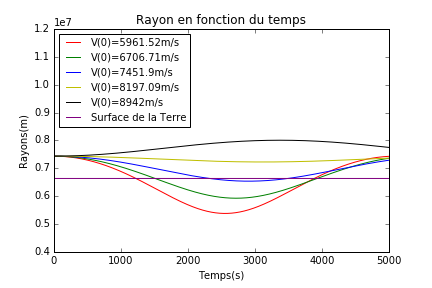 Rayon en fonction du temps
1e7
1.2
1.1
1.0
0.9
0.8
0.7
0.6
0.5
0.4
Rayons(m)
V(0)=5961.52m/s
V(0)=6706.71m/s
V(0)=7451.9m/s
V(0)=8197.09m/s
V(0)=8942m/s
Surface de la Terre
0 1000 2000 3000 4000 5000
Temps(s)